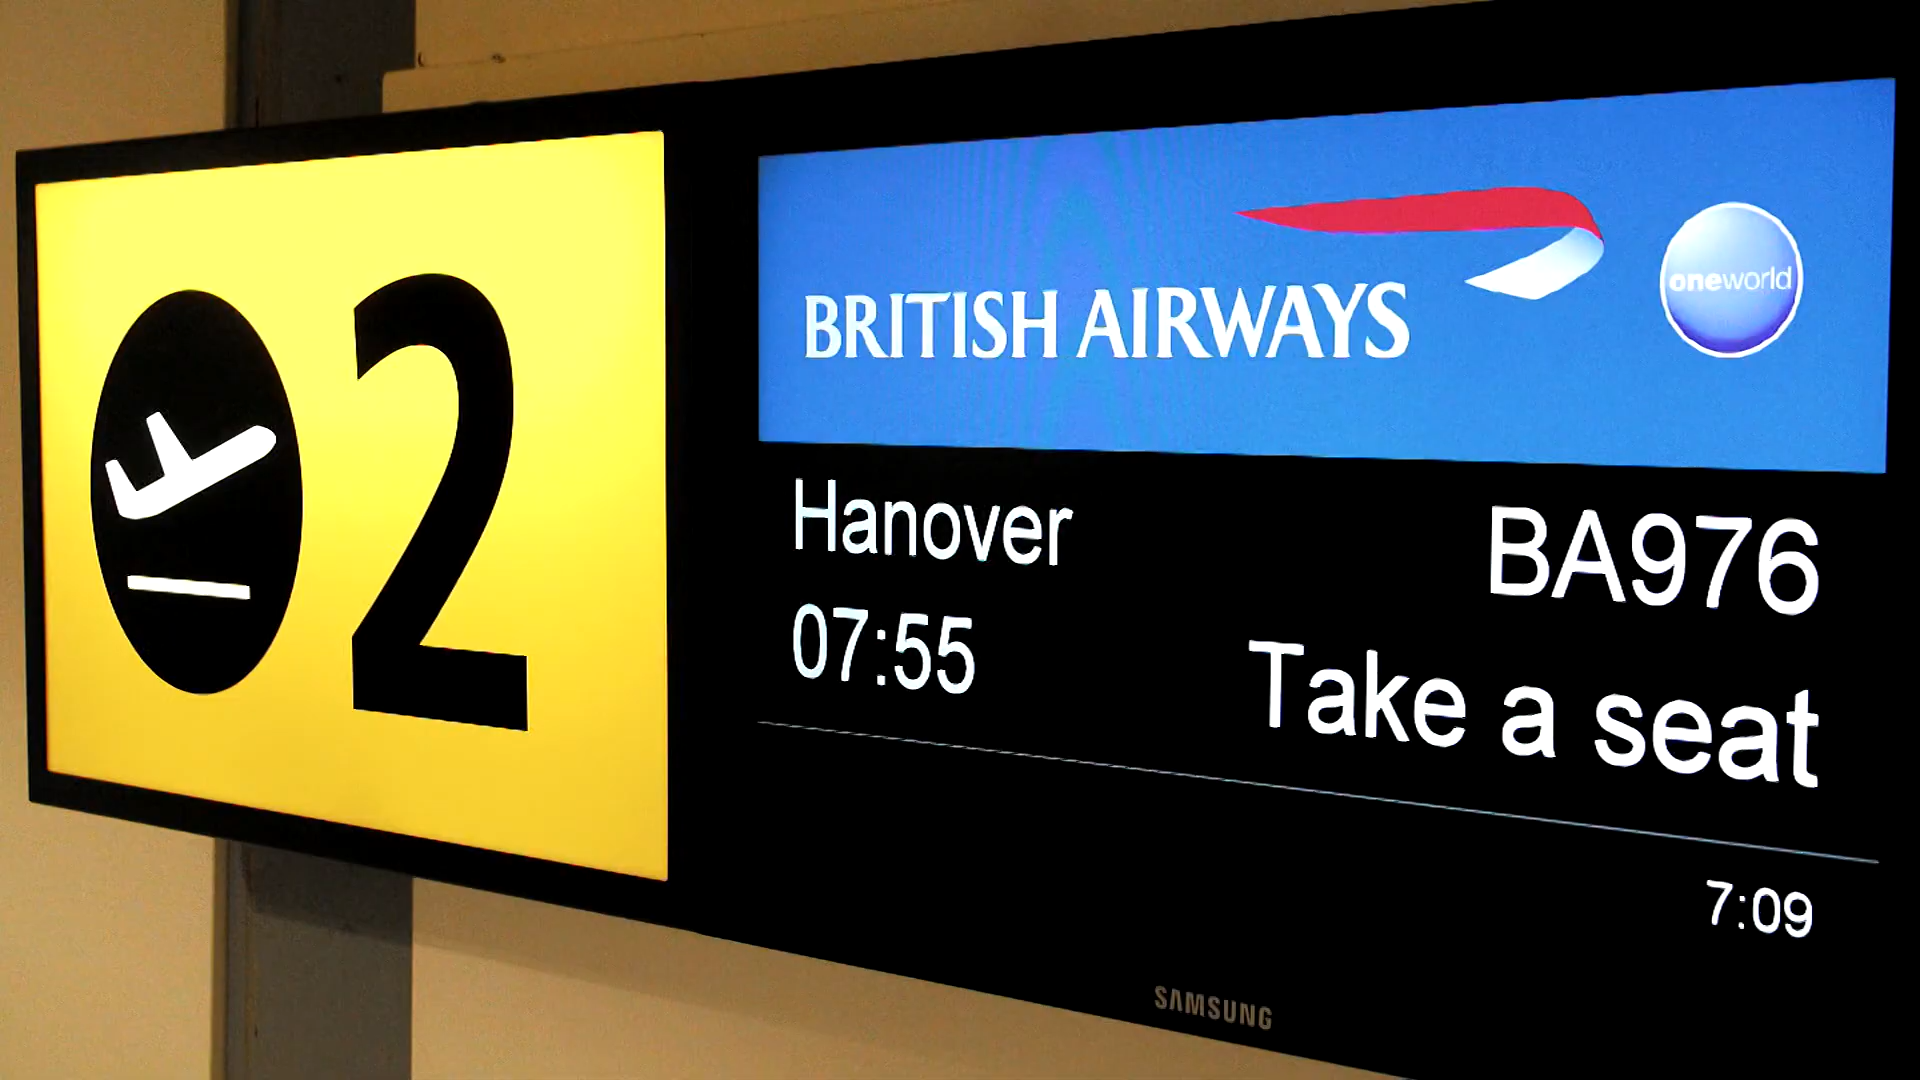 2
BRITISH AIRWAYS
oneworld
Hanover
BA976
07:55
Take a seat
7:09
SAMSUNG